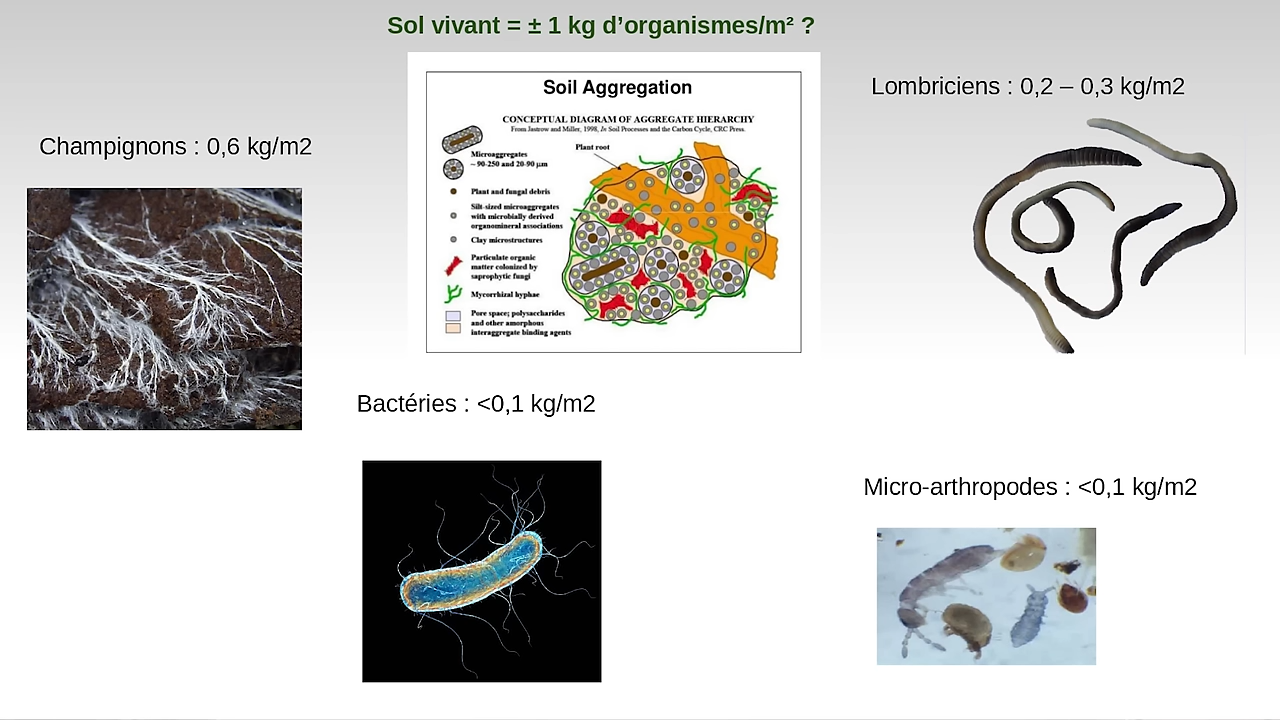 Sol vivant = ± 1 kg d’organismes/m² ?
Soil Aggregation
CONCEPTUAL DIAGRAM OF AGGREGATE HIERARCHY
From Jastrow and Miller, 1998, In Soil Processes and the Carbon Cycle, CRC Press.
Plant root
Microaggregates
~ 90-250 and 20-90 µm
Plant and fungal debris
Silt-sized microaggregates
with microbially derived
organomineral associations
Clay microstructures
Particulate organic
matter colonized by
saprophytic fungi
Mycorrhizal hyphae
Pore space; polysaccharides
and other amorphous
interaggregate binding agents
Lombriciens : 0,2 – 0,3 kg/m2
Champignons : 0,6 kg/m2
Bactéries : <0,1 kg/m2
Micro-arthropodes : <0,1 kg/m2